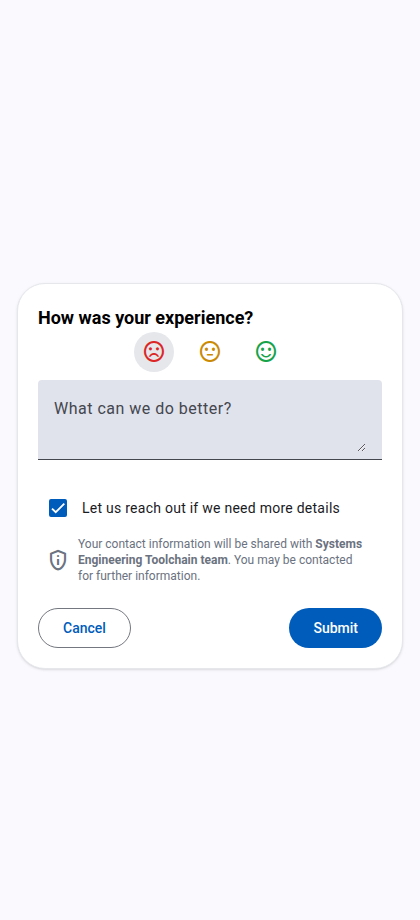 How was your experience?
What can we do better?
Let us reach out if we need more details
Your contact information will be shared with Systems
Engineering Toolchain team. You may be contacted
for further information.
Cancel
Submit